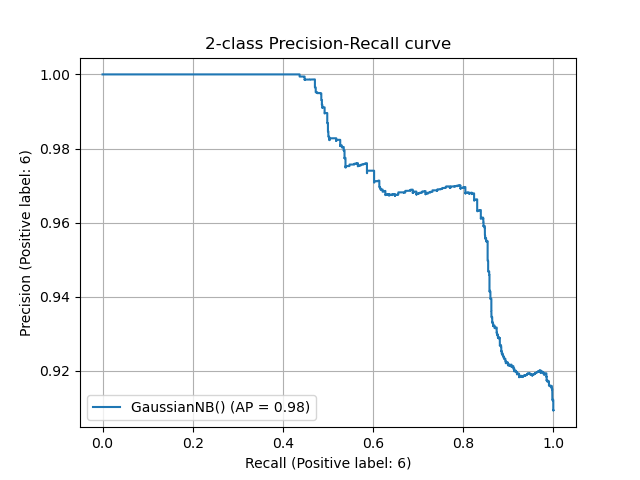 2-class Precision-Recall curve
1.00
0.98
0.96
0.94
0.92
Precision (Positive label: 6)
GaussianNB() (AP = 0.98)
0.0 0.2 0.4 0.6 0.8 1.0
Recall (Positive label: 6)